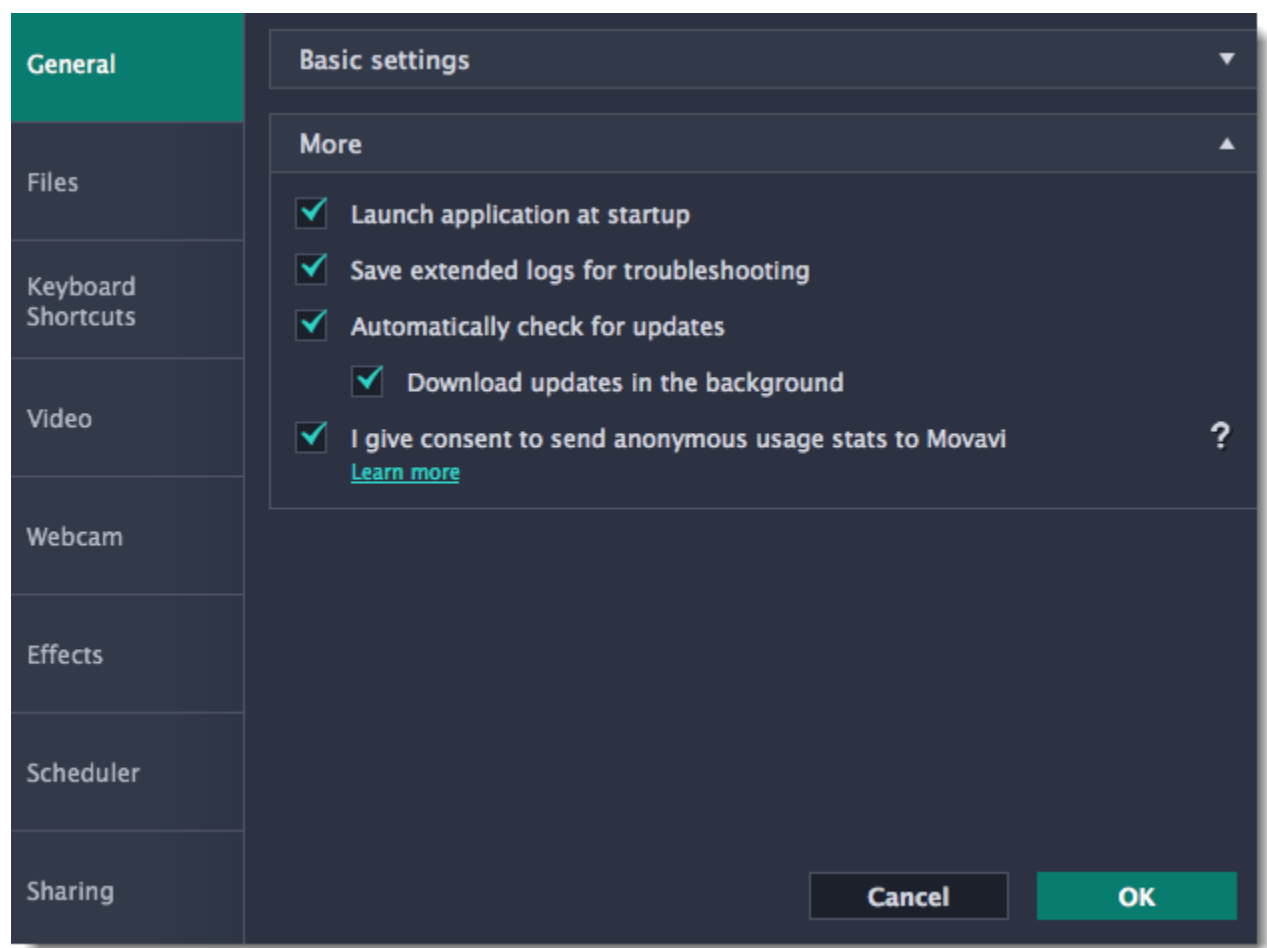 General
Files
Keyboard
Shortcuts
Video
Webcam
Effects
Scheduler
Sharing
Basic settings
More
Launch application at startup
Save extended logs for troubleshooting
Automatically check for updates
Download updates in the background
I give consent to send anonymous usage stats to Movavi ?
Learn more
Cancel OK